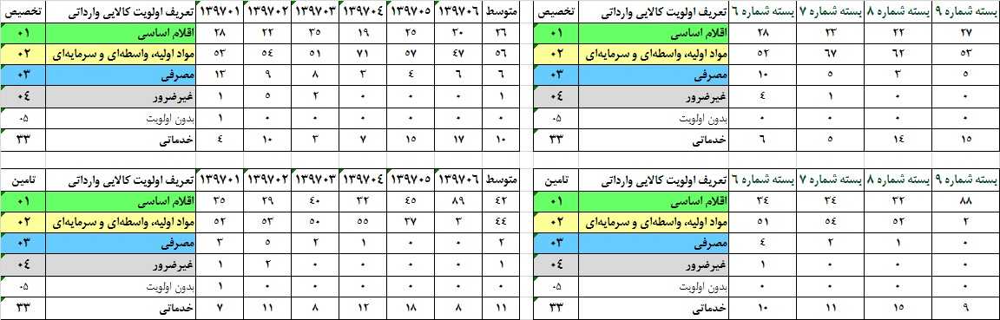 تخصیص تعریف اولویت کالایی وارداتی ۱۳۹۷۰۱ ۱۳۹۷۰۲ ۱۳۹۷۰۳ ۱۳۹۷۰۴ ۱۳۹۷۰۵ ۱۳۹۷۰۶ متوسط
۰۱ اقلام اساسی ۲۸ ۲۲ ۳۵ ۱۹ ۲۵ ۳۰ ۲۶
۰۲ مواد اولیه، واسطه‌ای و سرمایه‌ای ۵۳ ۵۴ ۵۱ ۷۱ ۵۷ ۴۷ ۵۶
۰۳ مصرفی ۱۳ ۹ ۸ ۳ ۴ ۶ ۶
۰۴ غیرضرور ۱ ۵ ۲ ۰ ۰ ۰ ۱
۰۵ بدون اولویت ۱ ۰ ۰ ۰ ۰ ۰ ۰
۳۳ خدماتی ۴ ۱۰ ۳ ۷ ۱۵ ۱۷ ۱۰
تخصیص تعریف اولویت کالایی وارداتی بسته شماره ۶ بسته شماره ۷ بسته شماره ۸ بسته شماره ۹
۰۱ اقلام اساسی ۲۸ ۲۳ ۲۲ ۲۷
۰۲ مواد اولیه، واسطه‌ای و سرمایه‌ای ۵۲ ۶۷ ۶۲ ۵۳
۰۳ مصرفی ۱۰ ۵ ۳ ۵
۰۴ غیرضرور ۴ ۱ ۰ ۰
۰۵ بدون اولویت ۰ ۰ ۰ ۰
۳۳ خدماتی ۶ ۵ ۱۴ ۱۵
تامین تعریف اولویت کالایی وارداتی ۱۳۹۷۰۱ ۱۳۹۷۰۲ ۱۳۹۷۰۳ ۱۳۹۷۰۴ ۱۳۹۷۰۵ ۱۳۹۷۰۶ متوسط
۰۱ اقلام اساسی ۳۵ ۲۹ ۴۰ ۳۲ ۴۵ ۸۹ ۴۲
۰۲ مواد اولیه، واسطه‌ای و سرمایه‌ای ۵۲ ۵۳ ۵۰ ۵۵ ۳۷ ۳ ۴۴
۰۳ مصرفی ۳ ۵ ۲ ۱ ۰ ۰ ۲
۰۴ غیرضرور ۱ ۲ ۰ ۰ ۰ ۰ ۱
۰۵ بدون اولویت ۱ ۰ ۰ ۰ ۰ ۰ ۰
۳۳ خدماتی ۷ ۱۱ ۸ ۱۲ ۱۸ ۸ ۱۱
تامین تعریف اولویت کالایی وارداتی بسته شماره ۶ بسته شماره ۷ بسته شماره ۸ بسته شماره ۹
۰۱ اقلام اساسی ۳۴ ۳۴ ۳۲ ۸۸
۰۲ مواد اولیه، واسطه‌ای و سرمایه‌ای ۵۱ ۵۴ ۵۲ ۲
۰۳ مصرفی ۴ ۲ ۱ ۰
۰۴ غیرضرور ۱ ۰ ۰ ۰
۰۵ بدون اولویت ۰ ۰ ۰ ۰
۳۳ خدماتی ۱۰ ۱۱ ۱۵ ۹